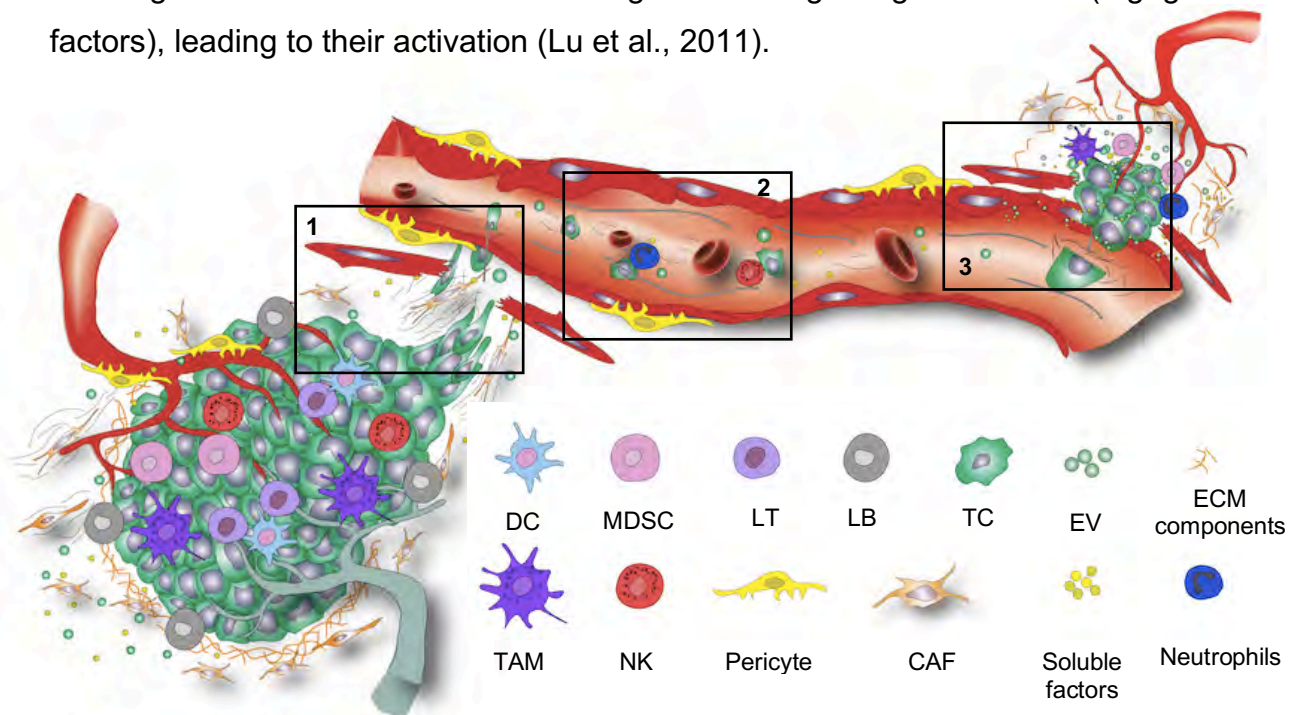 factors), leading to their activation (Lu et al., 2011).
1
2
3
DC
MDSC
LT
LB
TC
EV
ECM
components
TAM
NK
Pericyte
CAF
Soluble
factors
Neutrophils